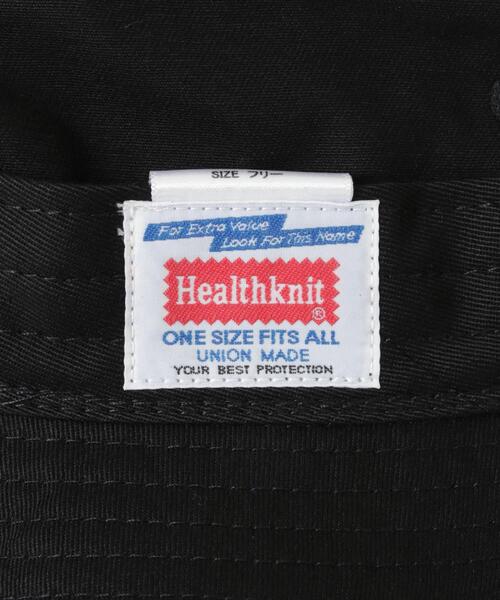 SIZE フリー
For Extra Value
Look For This Name
Healthknit
®
ONE SIZE FITS ALL
UNION MADE
YOUR BEST PROTECTION